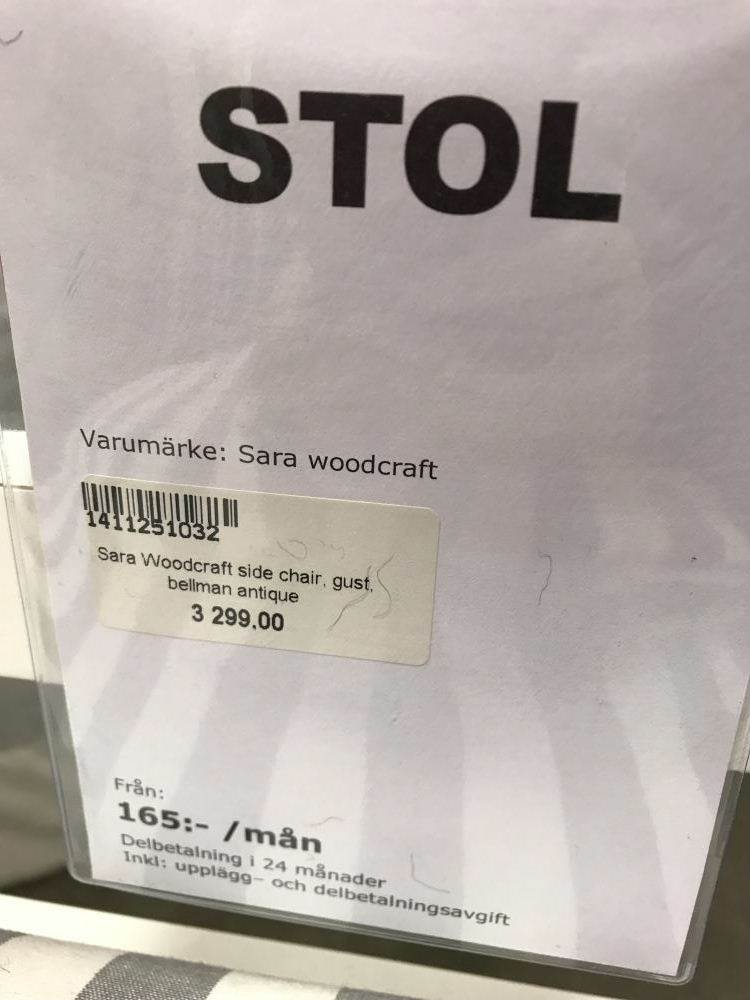 STOL
Varumärke: Sara woodcraft
1411251032
Sara Woodcraft side chair, gust,
bellman antique
3 299,00
Från:
165:- /mån
Delbetalning i 24 månader
Inkl: upplägg- och delbetalningsavgift